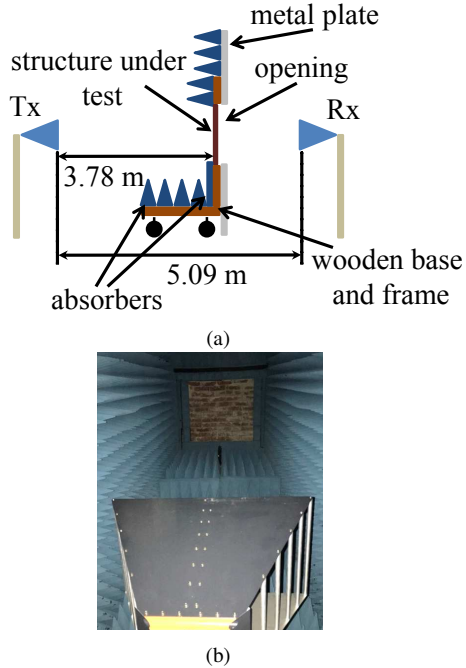 metal plate
structure under
test
opening
Tx
Rx
3.78 m
5.09 m
absorbers
wooden base
and frame
(a)
(b)